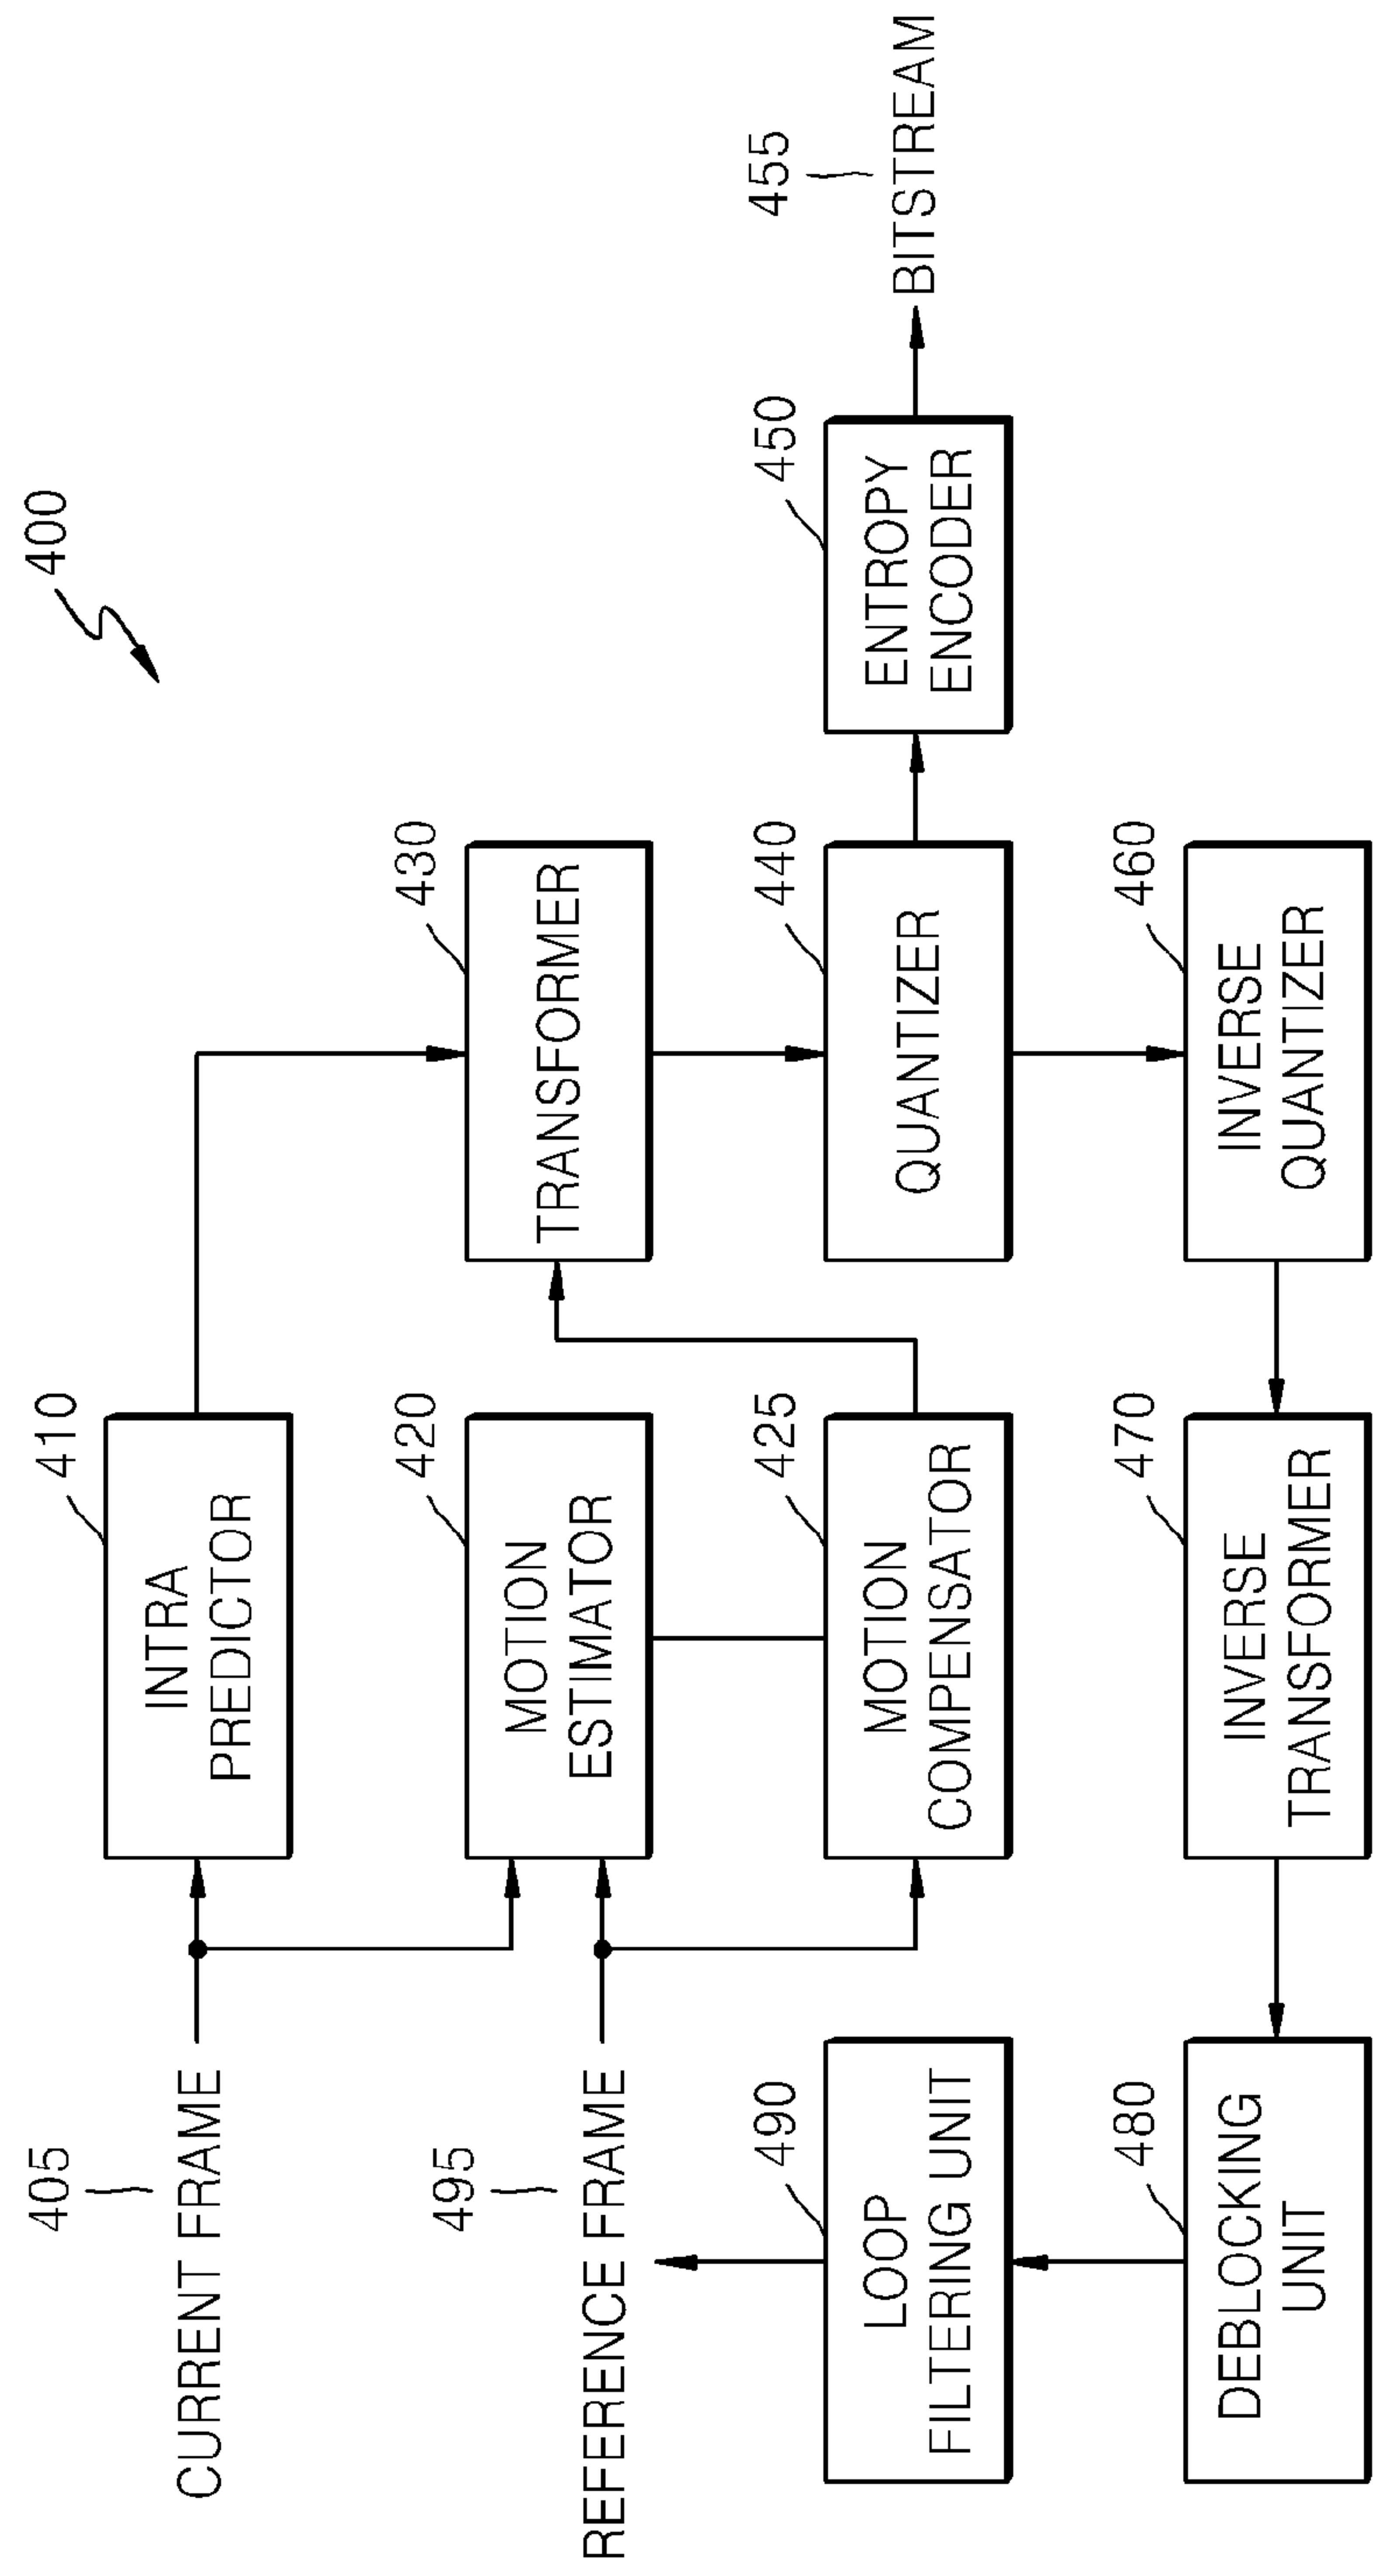 400
405
CURRENT FRAME
410
INTRA
PREDICTOR
495
REFERENCE FRAME
420
MOTION
ESTIMATOR
430
TRANSFORMER
490
LOOP
FILTERING UNIT
425
MOTION
COMPENSATOR
440
QUANTIZER
450
ENTROPY
ENCODER
455
BITSTREAM
480
DEBLOCKING
UNIT
470
INVERSE
TRANSFORMER
460
INVERSE
QUANTIZER